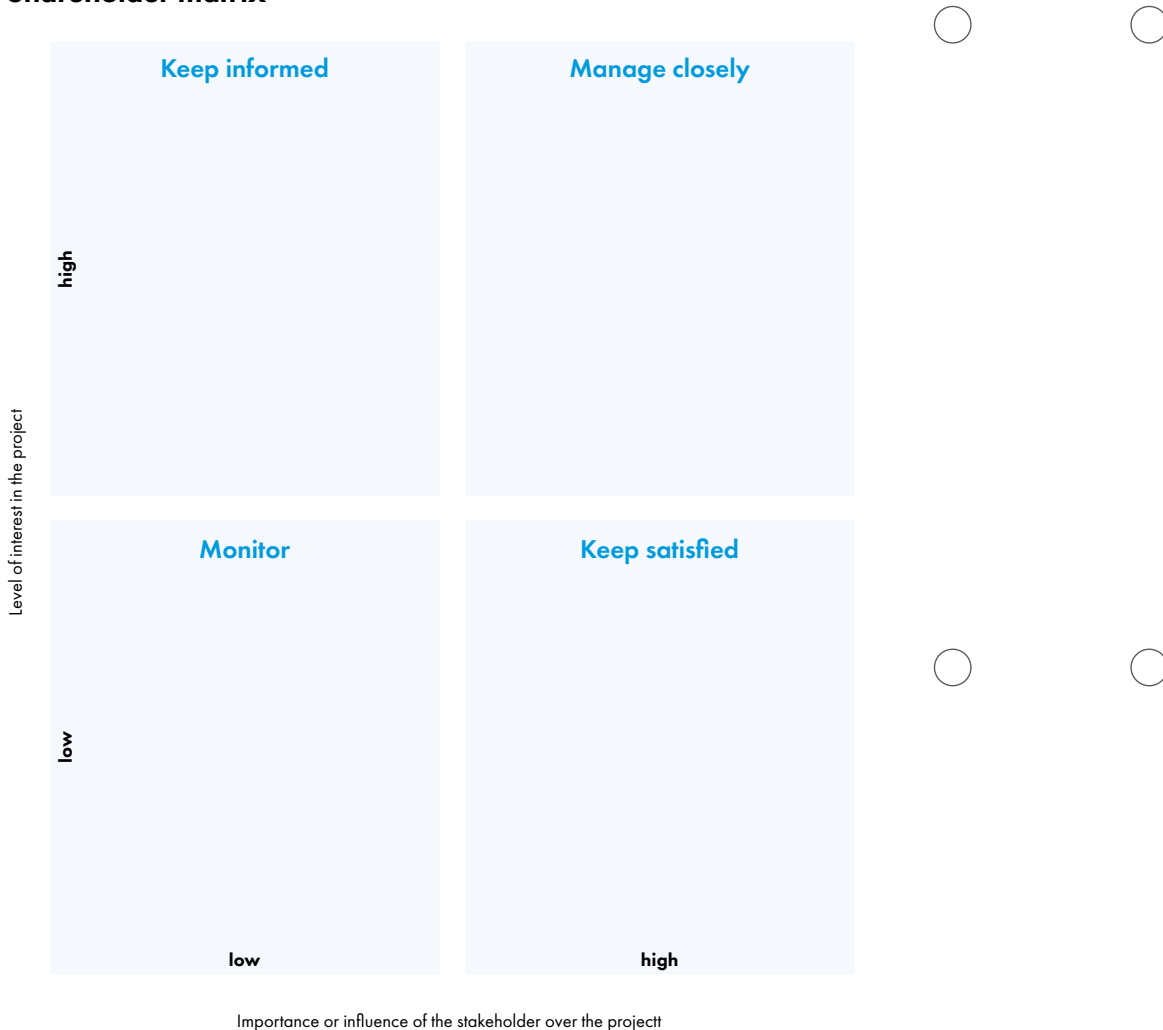 Shareholder matrix
Keep informed
Manage closely
high
Level of interest in the project
Monitor
Keep satisfied
low
low
high
Importance or influence of the stakeholder over the projectt